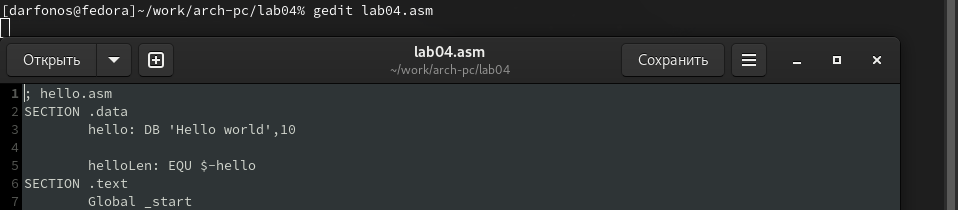 [darfonos@fedora]~/work/arch-pc/lab04% gedit lab04.asm
Открыть
lab04.asm
~/work/arch-pc/lab04
Сохранить
1 ; hello.asm
2 SECTION .data
3 hello: DB 'Hello world',10
4
5 helloLen: EQU $-hello
6 SECTION .text
7 Global _start